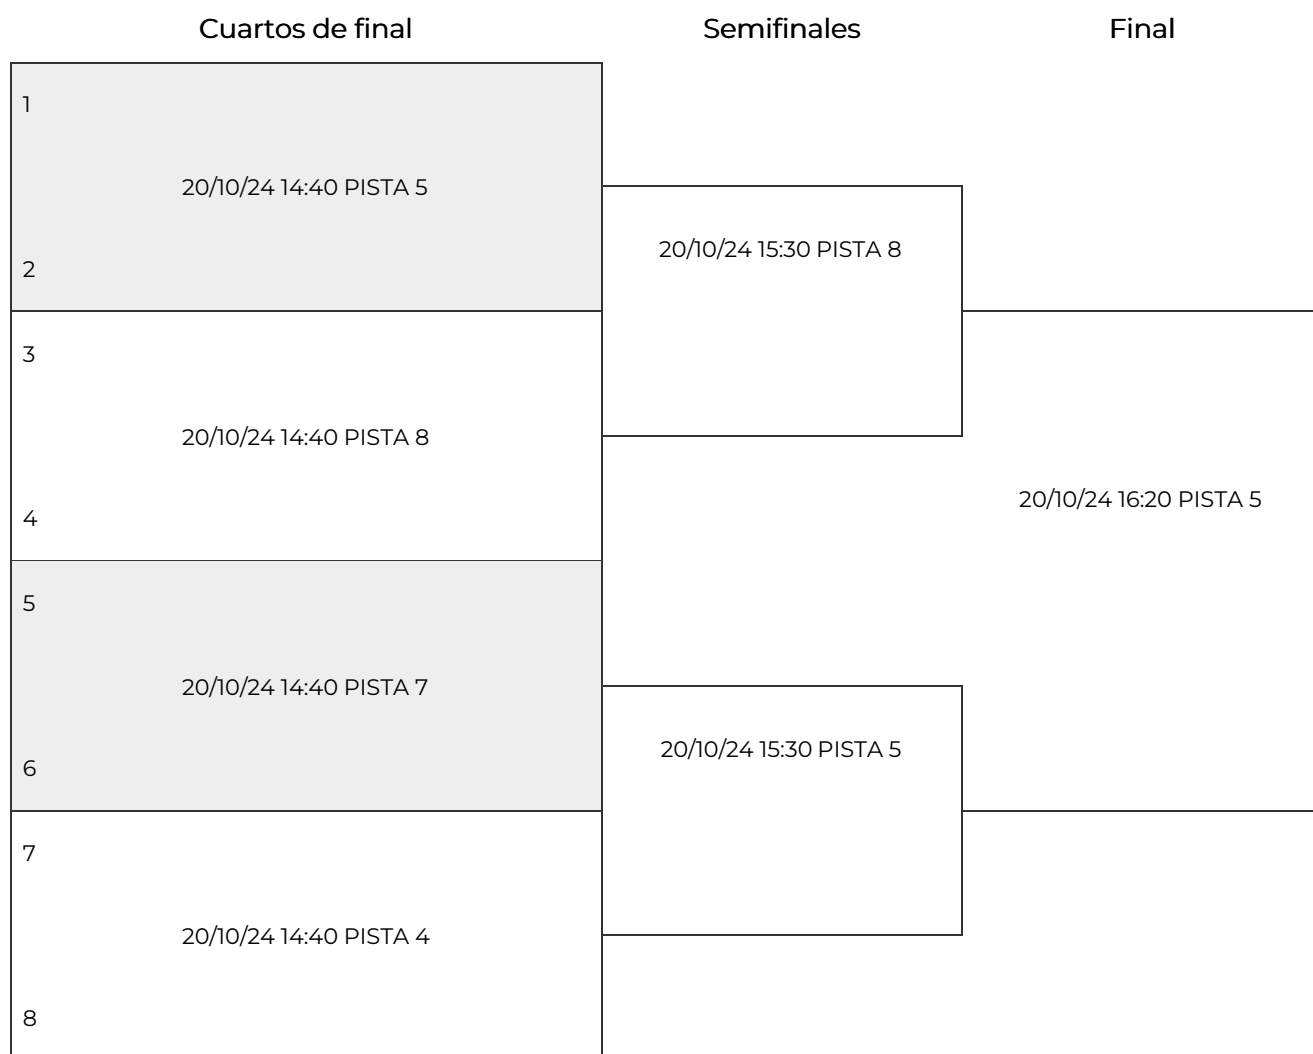 Cuartos de final
Semifinales
Final
1
20/10/24 14:40 PISTA 5
2
20/10/24 15:30 PISTA 8
3
20/10/24 14:40 PISTA 8
4
20/10/24 16:20 PISTA 5
5
20/10/24 14:40 PISTA 7
6
20/10/24 15:30 PISTA 5
7
20/10/24 14:40 PISTA 4
8